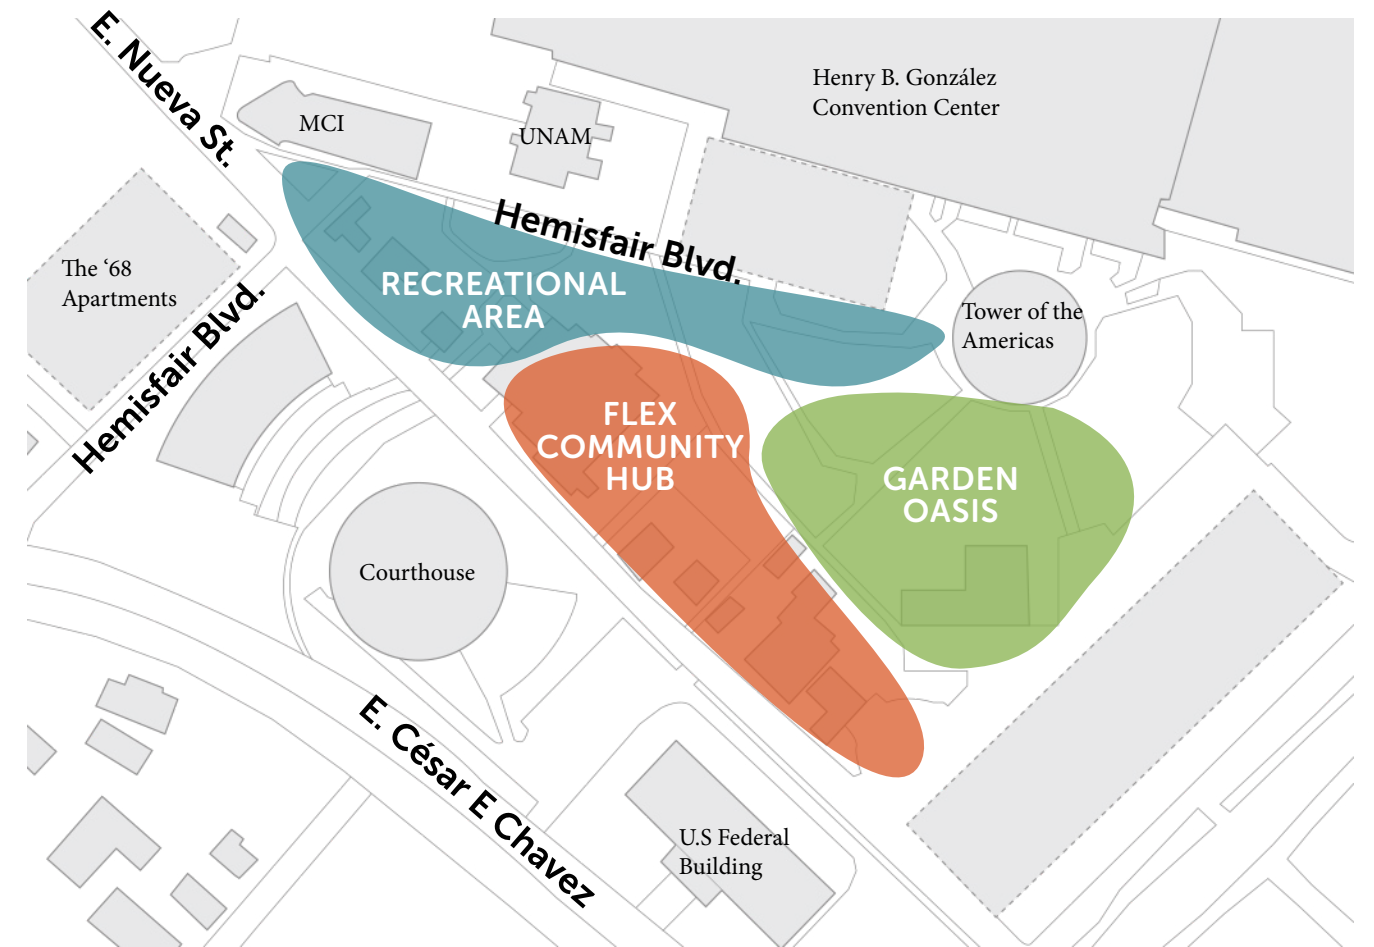 E. Nueva St.
Henry B. González
Convention Center
MCI
UNAM
Hemisfair Blvd.
The ‘68
Apartments
RECREATIONAL
AREA
Tower of the
Americas
Hemisfair Blvd.
FLEX
COMMUNITY
HUB
GARDEN
OASIS
Courthouse
E. César E Chavez
U.S Federal
Building